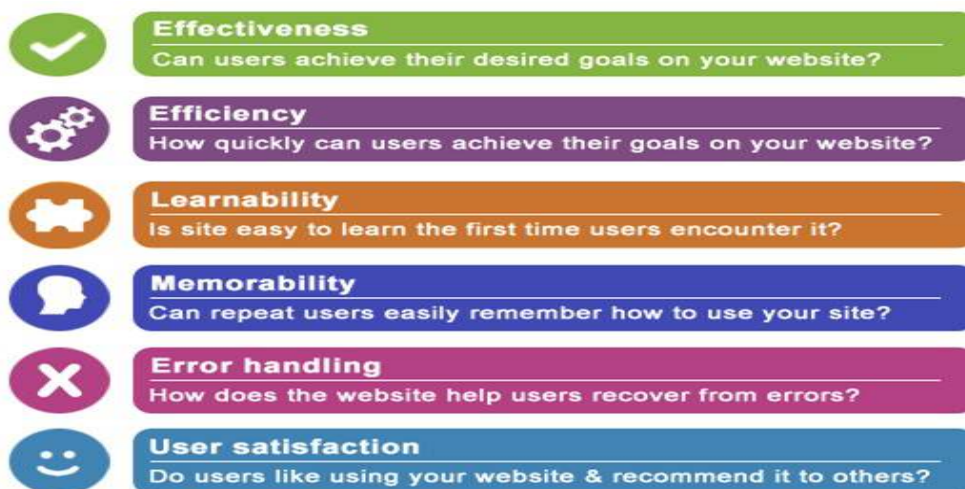 Effectiveness
Can users achieve their desired goals on your website?
Efficiency
How quickly can users achieve their goals on your website?
Learnability
Is site easy to learn the first time users encounter it?
Memorability
Can repeat users easily remember how to use your site?
Error handling
How does the website help users recover from errors?
User satisfaction
Do users like using your website & recommend it to others?